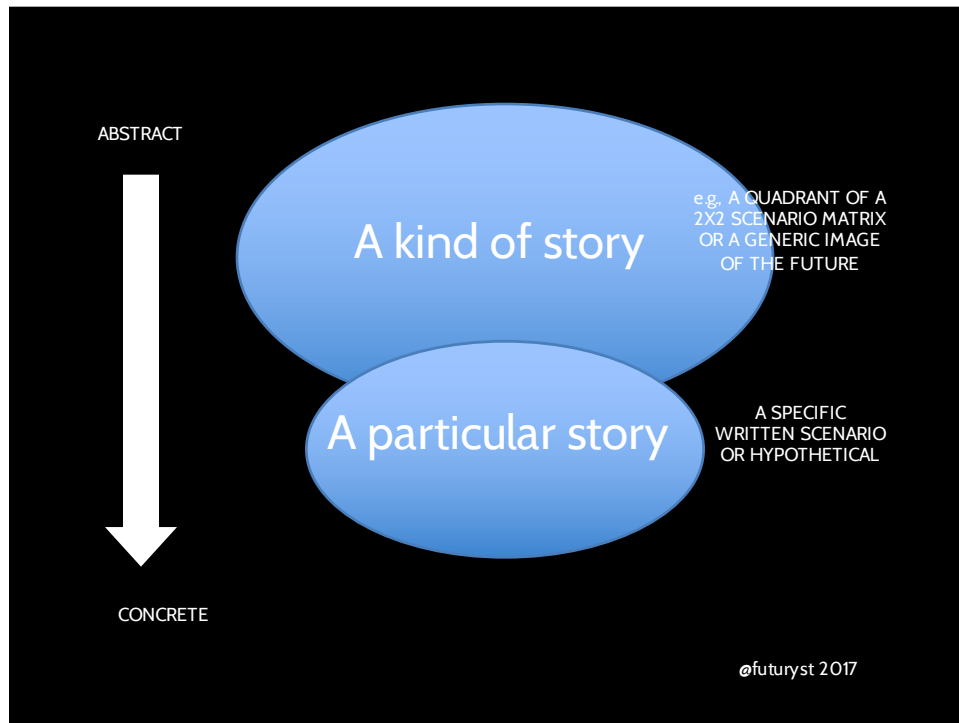 ABSTRACT
A kind of story
e.g., A QUADRANT OF A
2X2 SCENARIO MATRIX
OR A GENERIC IMAGE
OF THE FUTURE
A particular story
A SPECIFIC
WRITTEN SCENARIO
OR HYPOTHETICAL
CONCRETE
@futuryst 2017